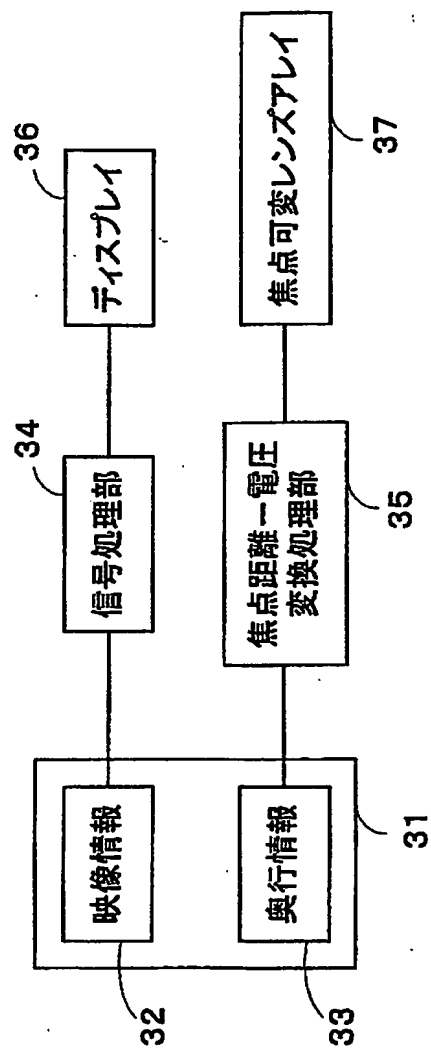 32
映像情報
34
信号処理部
36
ディスプレイ
33
奥行情報
31
焦点距離ー電圧
変換処理部
35
焦点可変レンズアレイ
37